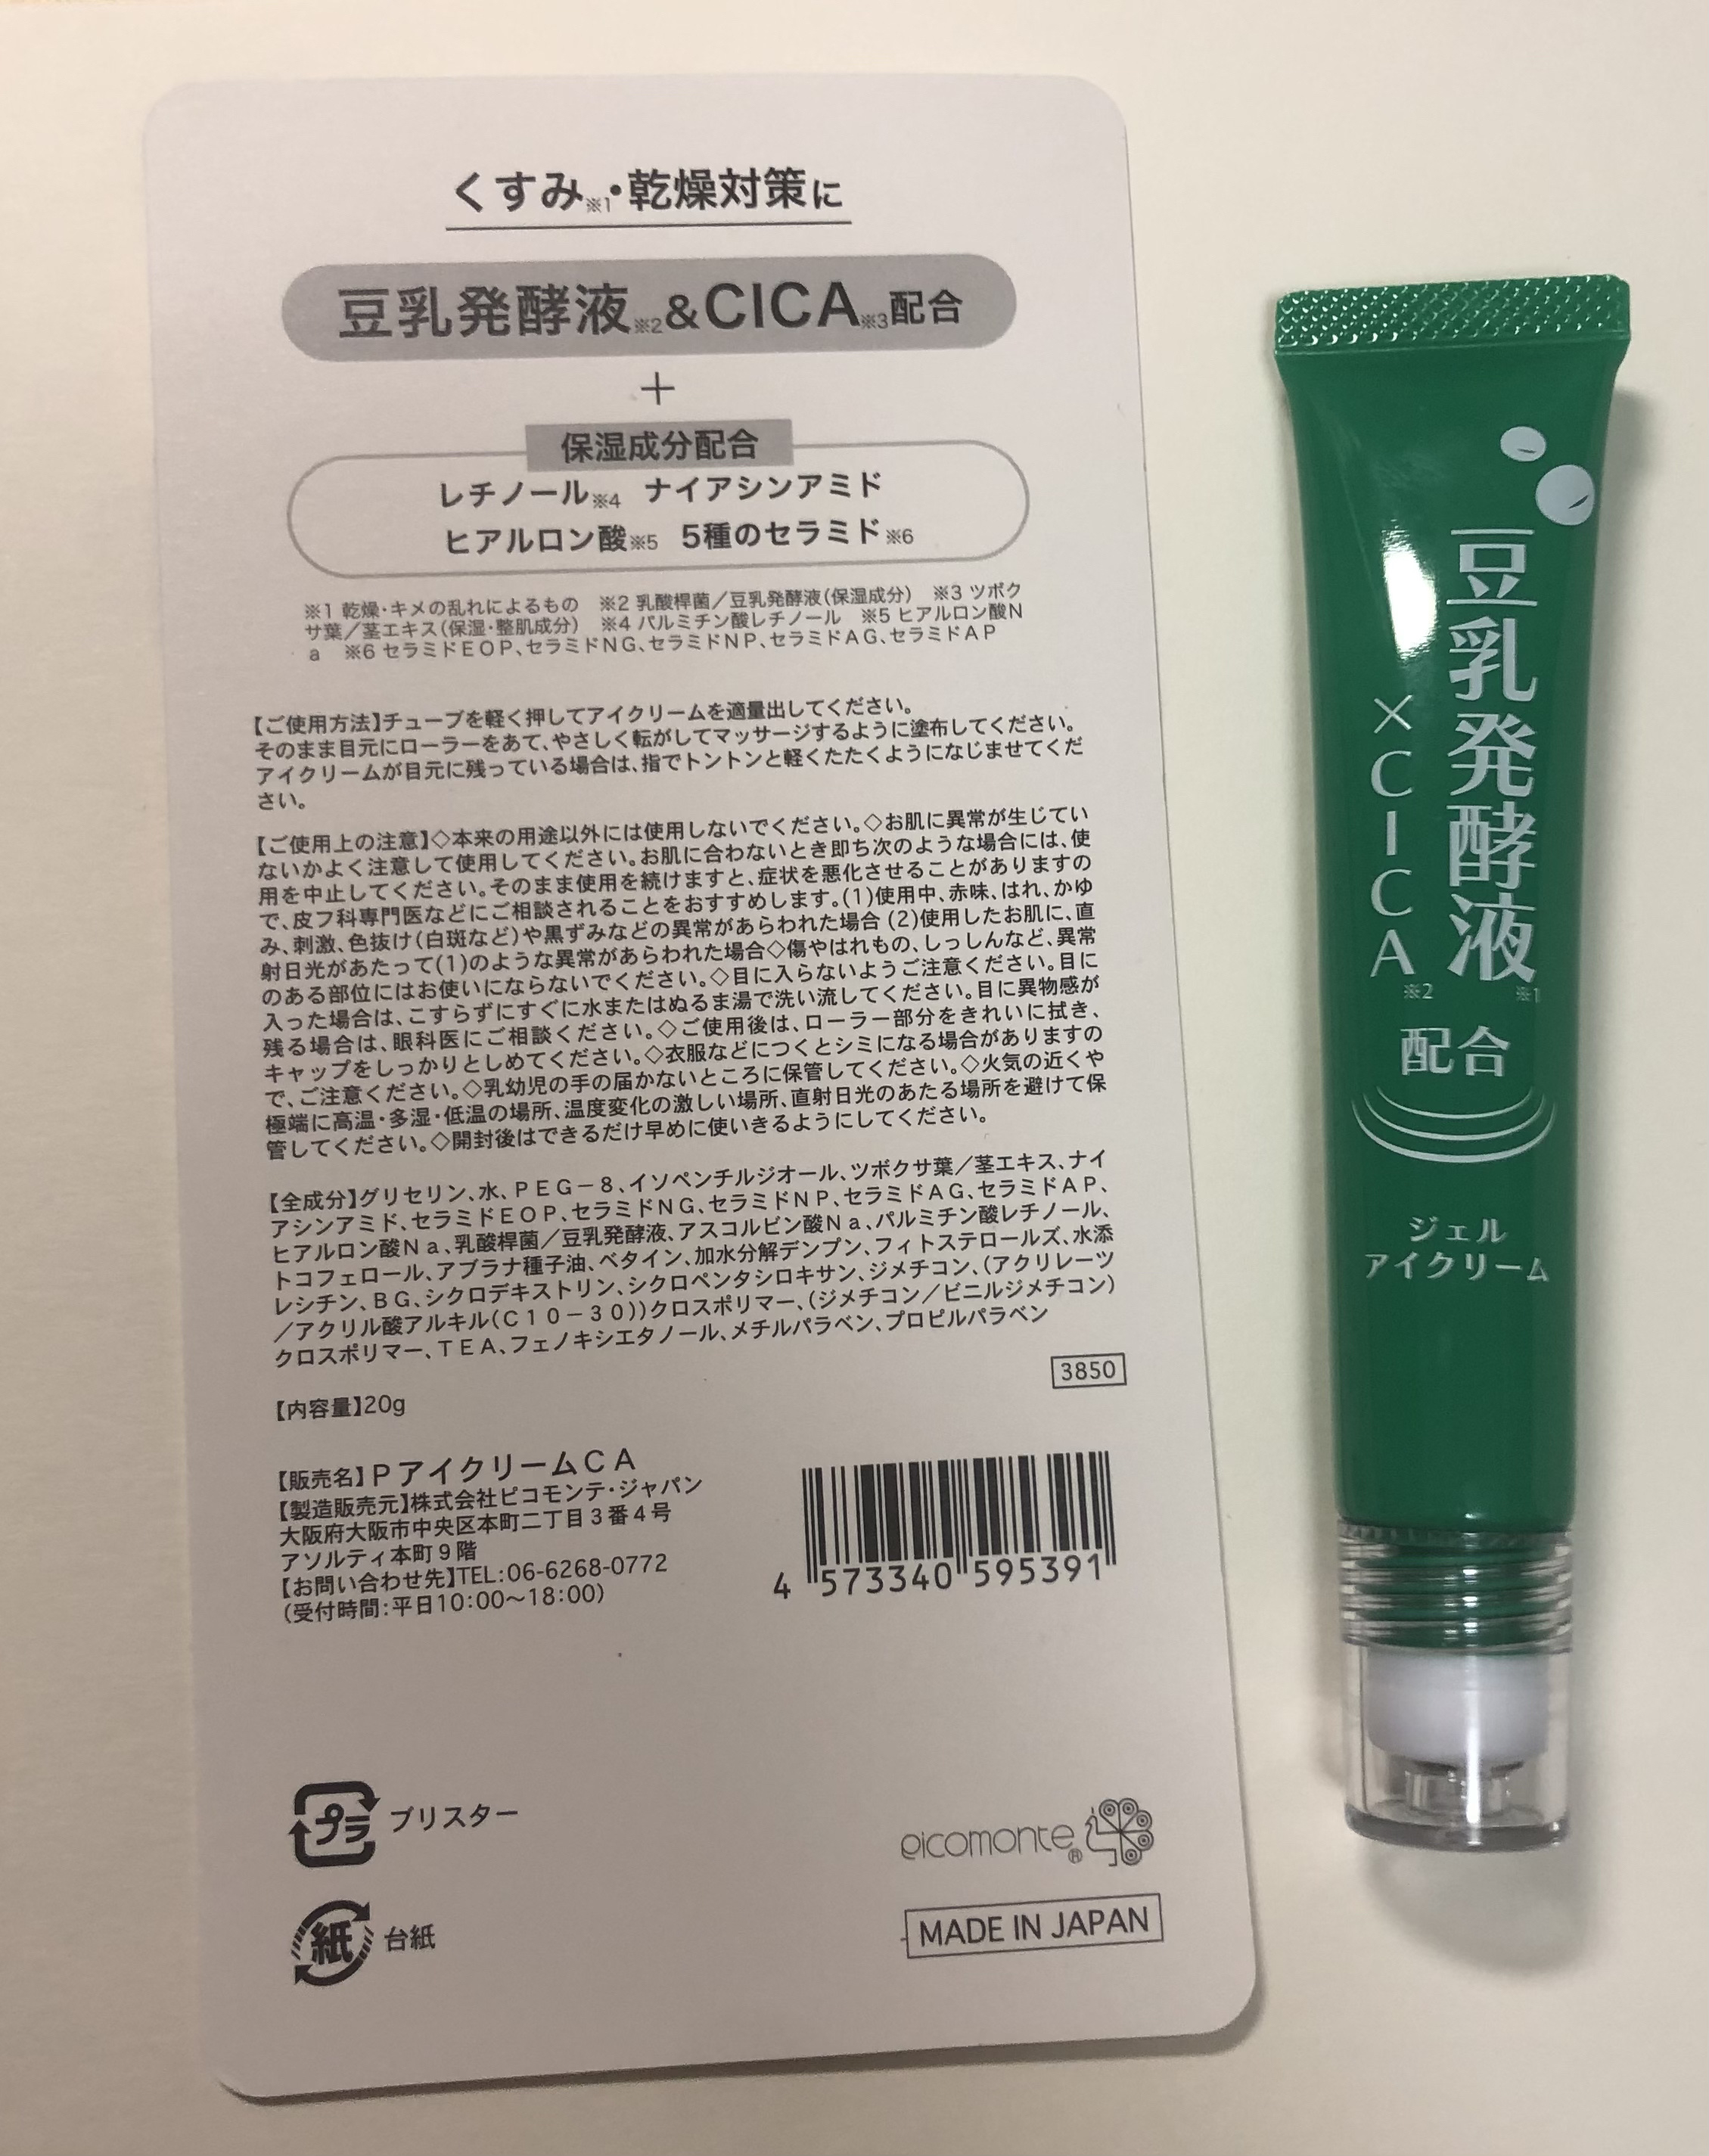 くすみ※1・乾燥対策に
豆乳発酵液※2&CICA※3配合
＋
保湿成分配合
レチノール※4 ナイアシンアミド
ヒアルロン酸※5 5種のセラミド※6
※1 乾燥・キメの乱れによるもの ※2 乳酸桿菌／豆乳発酵液(保湿成分) ※3 ツボク
サ葉／茎エキス(保湿・整肌成分) ※4 パルミチン酸レチノール ※5 ヒアルロン酸Ｎ
ａ ※6 セラミドＥＯＰ、セラミドＮＧ、セラミドＮＰ、セラミドＡＧ、セラミドＡＰ
【ご使用方法】チューブを軽く押してアイクリームを適量出してください。
そのまま目元にローラーをあて、やさしく転がしてマッサージするように塗布してください。
アイクリームが目元に残っている場合は、指でトントンと軽くたたくようになじませてくだ
さい。
【ご使用上の注意】◇本来の用途以外には使用しないでください。◇お肌に異常が生じてい
ないかよく注意して使用してください。お肌に合わないとき即ち次のような場合には、使
用を中止してください。そのまま使用を続けますと、症状を悪化させることがありますの
で、皮フ科専門医などにご相談されることをおすすめします。(1)使用中、赤味、はれ、かゆ
み、刺激、色抜け(白斑など)や黒ずみなどの異常があらわれた場合 (2)使用したお肌に、直
射日光があたって(1)のような異常があらわれた場合◇傷やはれもの、しっしんなど、異常
のある部位にはお使いにならないでください。◇目に入らないようご注意ください。目に
入った場合は、こすらずにすぐに水またはぬるま湯で洗い流してください。目に異物感が
残る場合は、眼科医にご相談ください。◇ご使用後は、ローラー部分をきれいに拭き、
キャップをしっかりとしめてください。◇衣服などにつくとシミになる場合がありますの
で、ご注意ください。◇乳幼児の手の届かないところに保管してください。◇火気の近くや
極端に高温・多湿・低温の場所、温度変化の激しい場所、直射日光のあたる場所を避けて保
管してください。◇開封後はできるだけ早めに使いきるようにしてください。
【全成分】グリセリン、水、ＰＥＧ－８、イソペンチルジオール、ツボクサ葉／茎エキス、ナイ
アシンアミド、セラミドＥＯＰ、セラミドＮＧ、セラミドＮＰ、セラミドＡＧ、セラミドＡＰ、
ヒアルロン酸Ｎａ、乳酸桿菌／豆乳発酵液、アスコルビン酸Ｎａ、パルミチン酸レチノール、
トコフェロール、アブラナ種子油、ベタイン、加水分解デンプン、フィトステロールズ、水添
レシチン、ＢＧ、シクロデキストリン、シクロペンタシロキサン、ジメチコン、(アクリレーツ
／アクリル酸アルキル(Ｃ１０－３０))クロスポリマー、(ジメチコン／ビニルジメチコン)
クロスポリマー、ＴＥＡ、フェノキシエタノール、メチルパラベン、プロピルパラベン
3850
【内容量】20g
【販売名】ＰアイクリームＣＡ
【製造販売元】株式会社ピコモンテ・ジャパン
大阪府大阪市中央区本町二丁目３番４号
アソルティ本町９階
【お問い合わせ先】TEL:06-6268-0772
(受付時間:平日10:00～18:00)
4 573340 595391
プラ ブリスター
紙 台紙
picomonte®
MADE IN JAPAN
豆乳発酵液※1
×CICA※2
配合
ジェル
アイクリーム